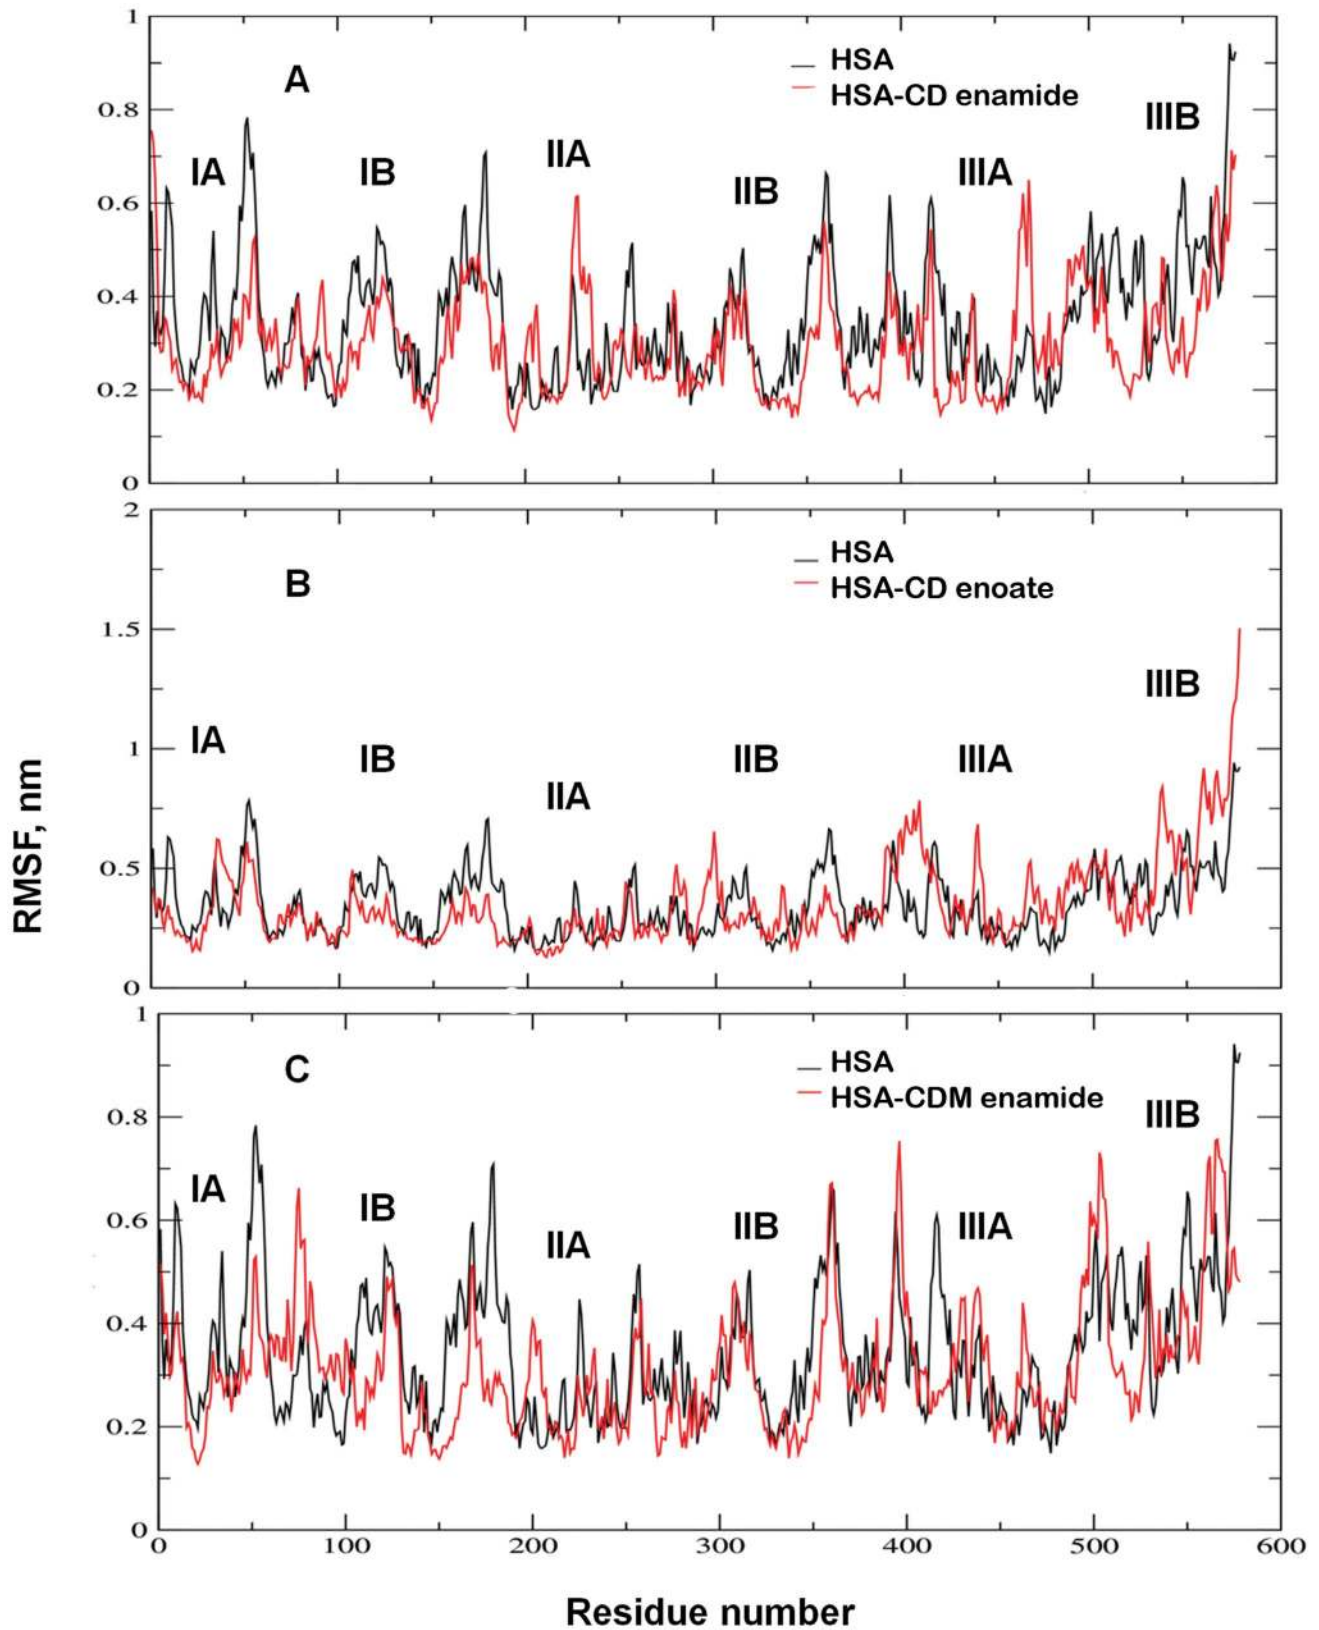 1
A
HSA
HSA-CD enamide
0.8
IIIB
IIA
IA
IB
IIIA
IIB
0.6
0.4
0.2
0
2
B
HSA
HSA-CD enoate
1.5
IIIB
IA
1
IB
IIB
IIIA
IIA
0.5
0
RMSF, nm
1
C
HSA
HSA-CDM enamide
0.8
IIIB
IA
0.6
IB
IIB
IIIA
IIA
0.4
0.2
0
0 100 200 300 400 500 600
Residue number